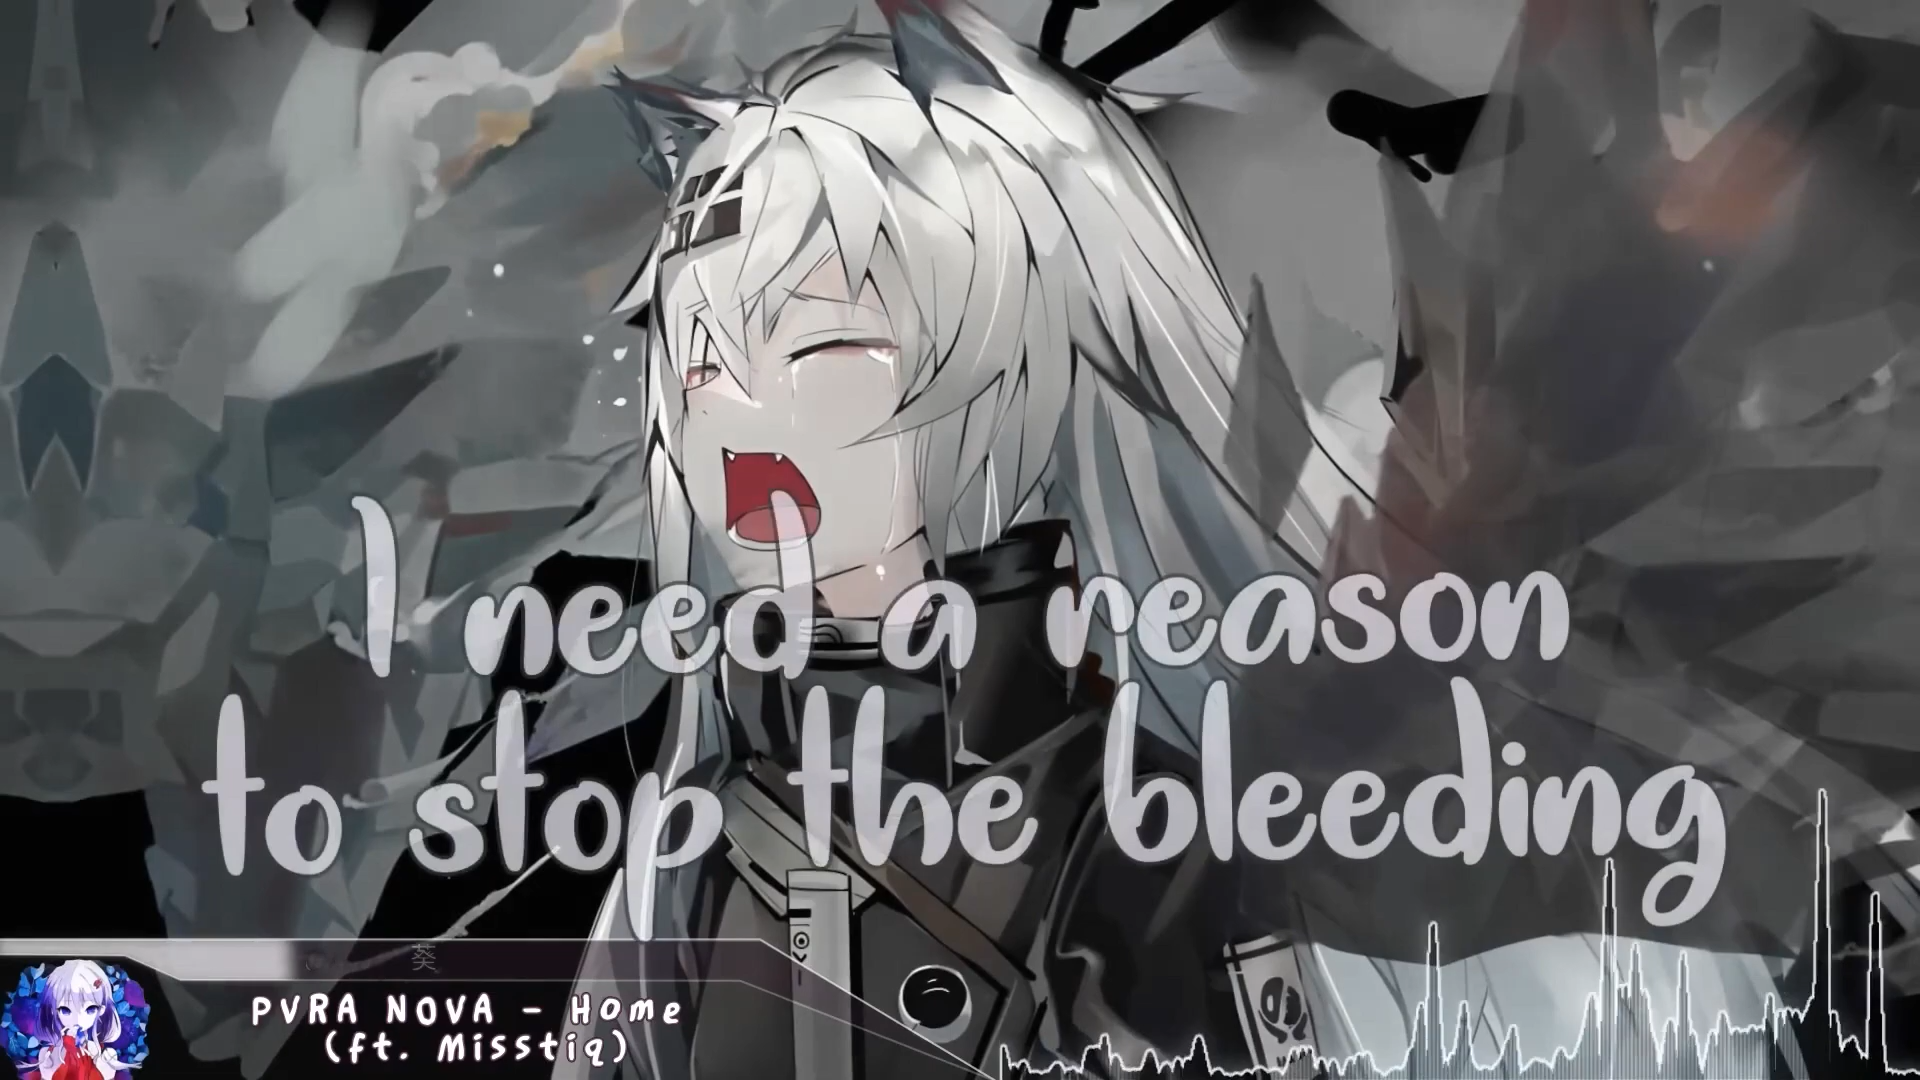 I need a reason
to stop the bleeding
葵
PVRA NOVA - Home
(ft. Misstiq)